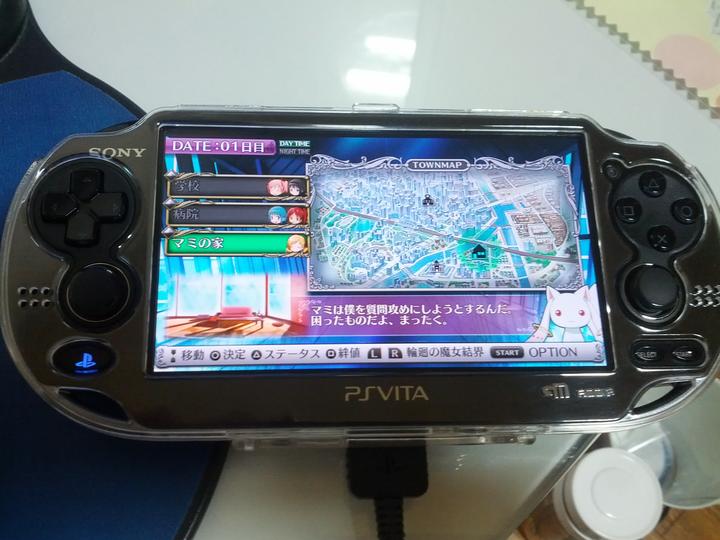 SONY
DATE:01日目
DAY TIME
NIGHT TIME
TOWNMAP
学校
病院
マミの家
マミは僕を質問攻めにしようとするんだ。
困ったものだよ、まったく。
移動 決定 ステータス 絆値 L R 輪廻の魔女結界 START OPTION
SELECT
START
PSVITA